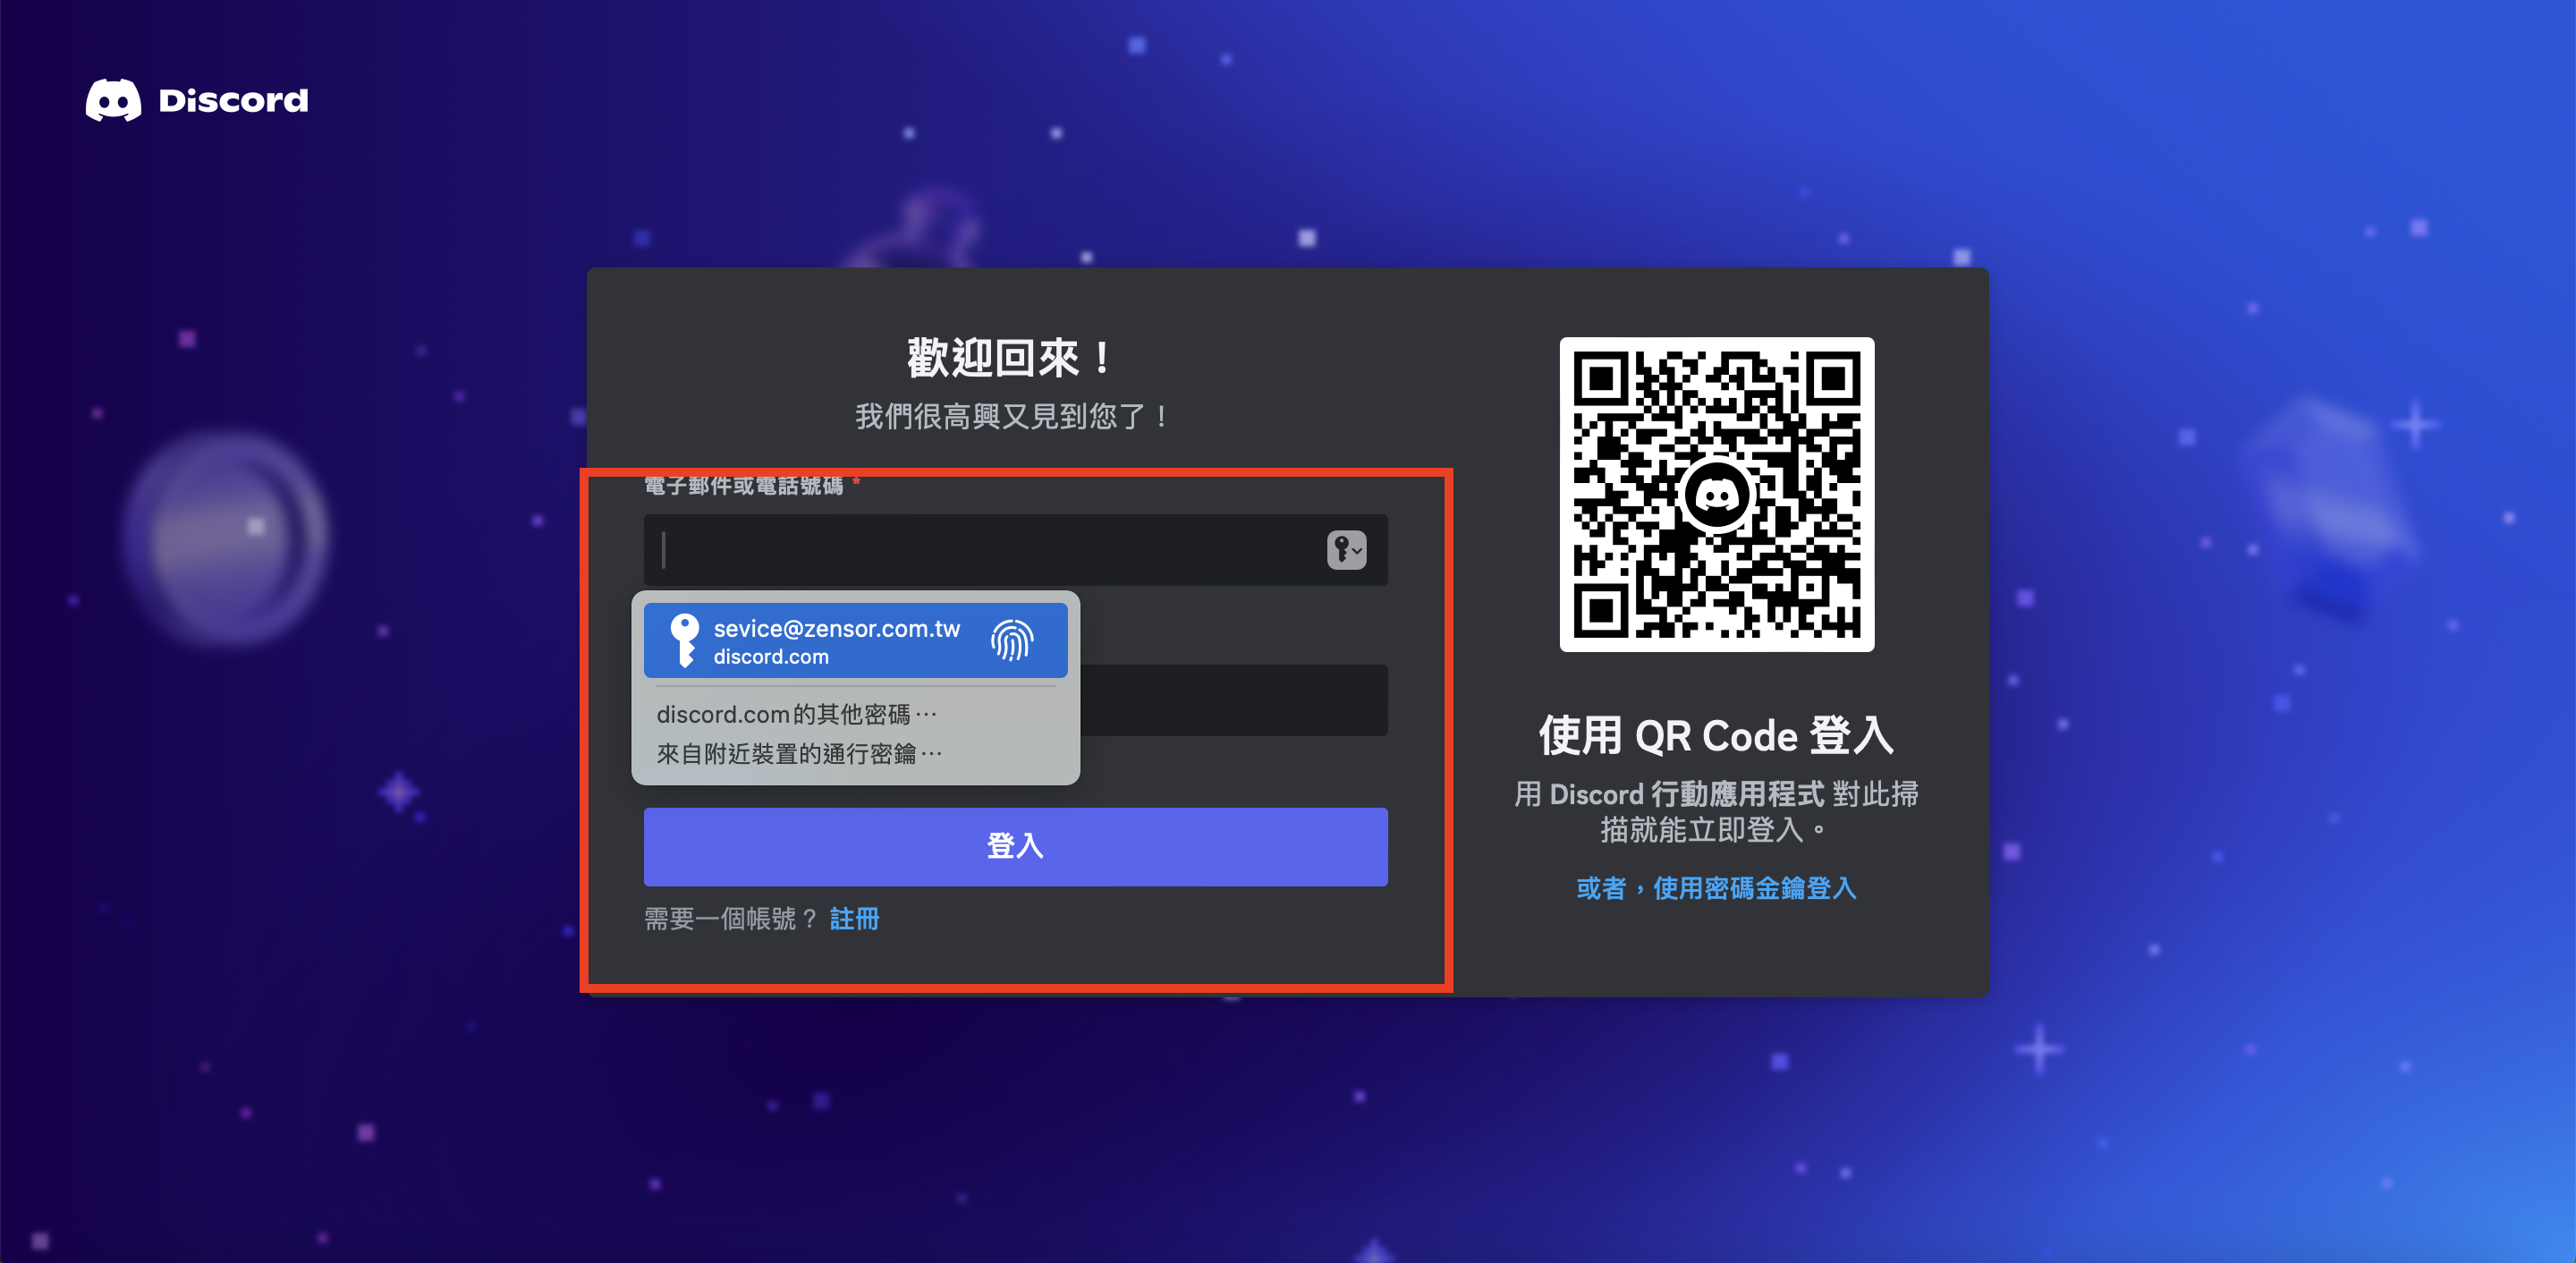 Discord
歡迎回來！
我們很高興又見到您了！
電子郵件或電話號碼 *
sevice@zensor.com.tw
discord.com
discord.com的其他密碼⋯
來自附近裝置的通行密鑰⋯
登入
需要一個帳號？ 註冊
使用 QR Code 登入
用 Discord 行動應用程式 對此掃
描就能立即登入。
或者，使用密碼金鑰登入